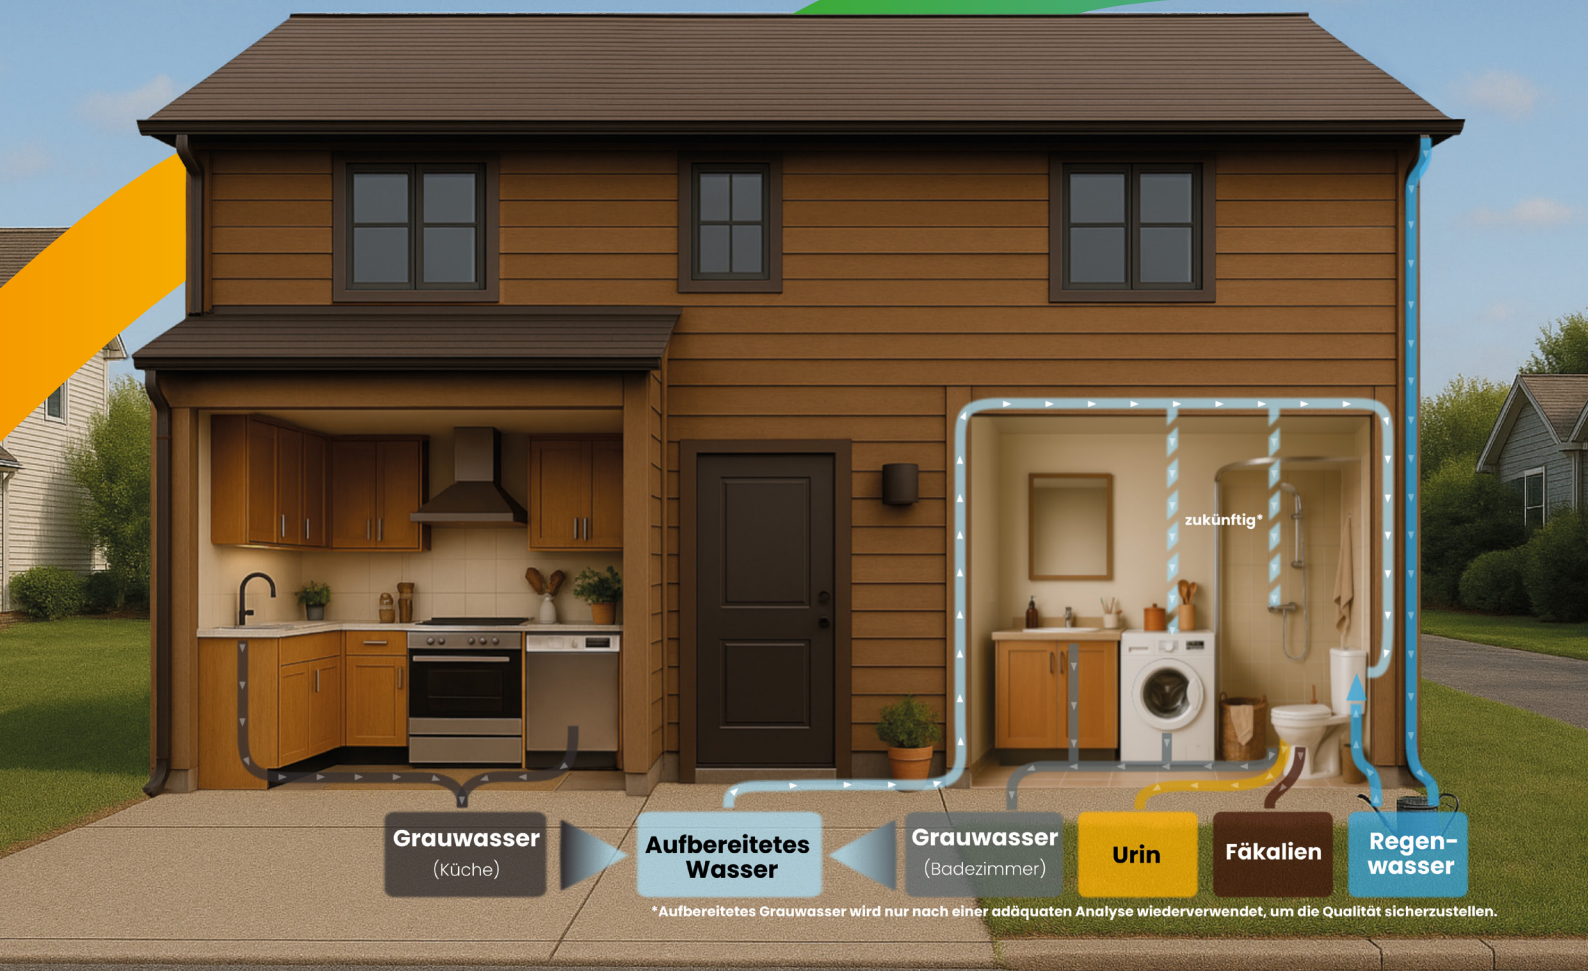 zukünftig*
Grauwasser
(Küche)
Aufbereitetes
Wasser
Grauwasser
(Badezimmer)
Urin
Fäkalien
Regen-
wasser
*Aufbereitetes Grauwasser wird nur nach einer adäquaten Analyse wiederverwendet, um die Qualität sicherzustellen.